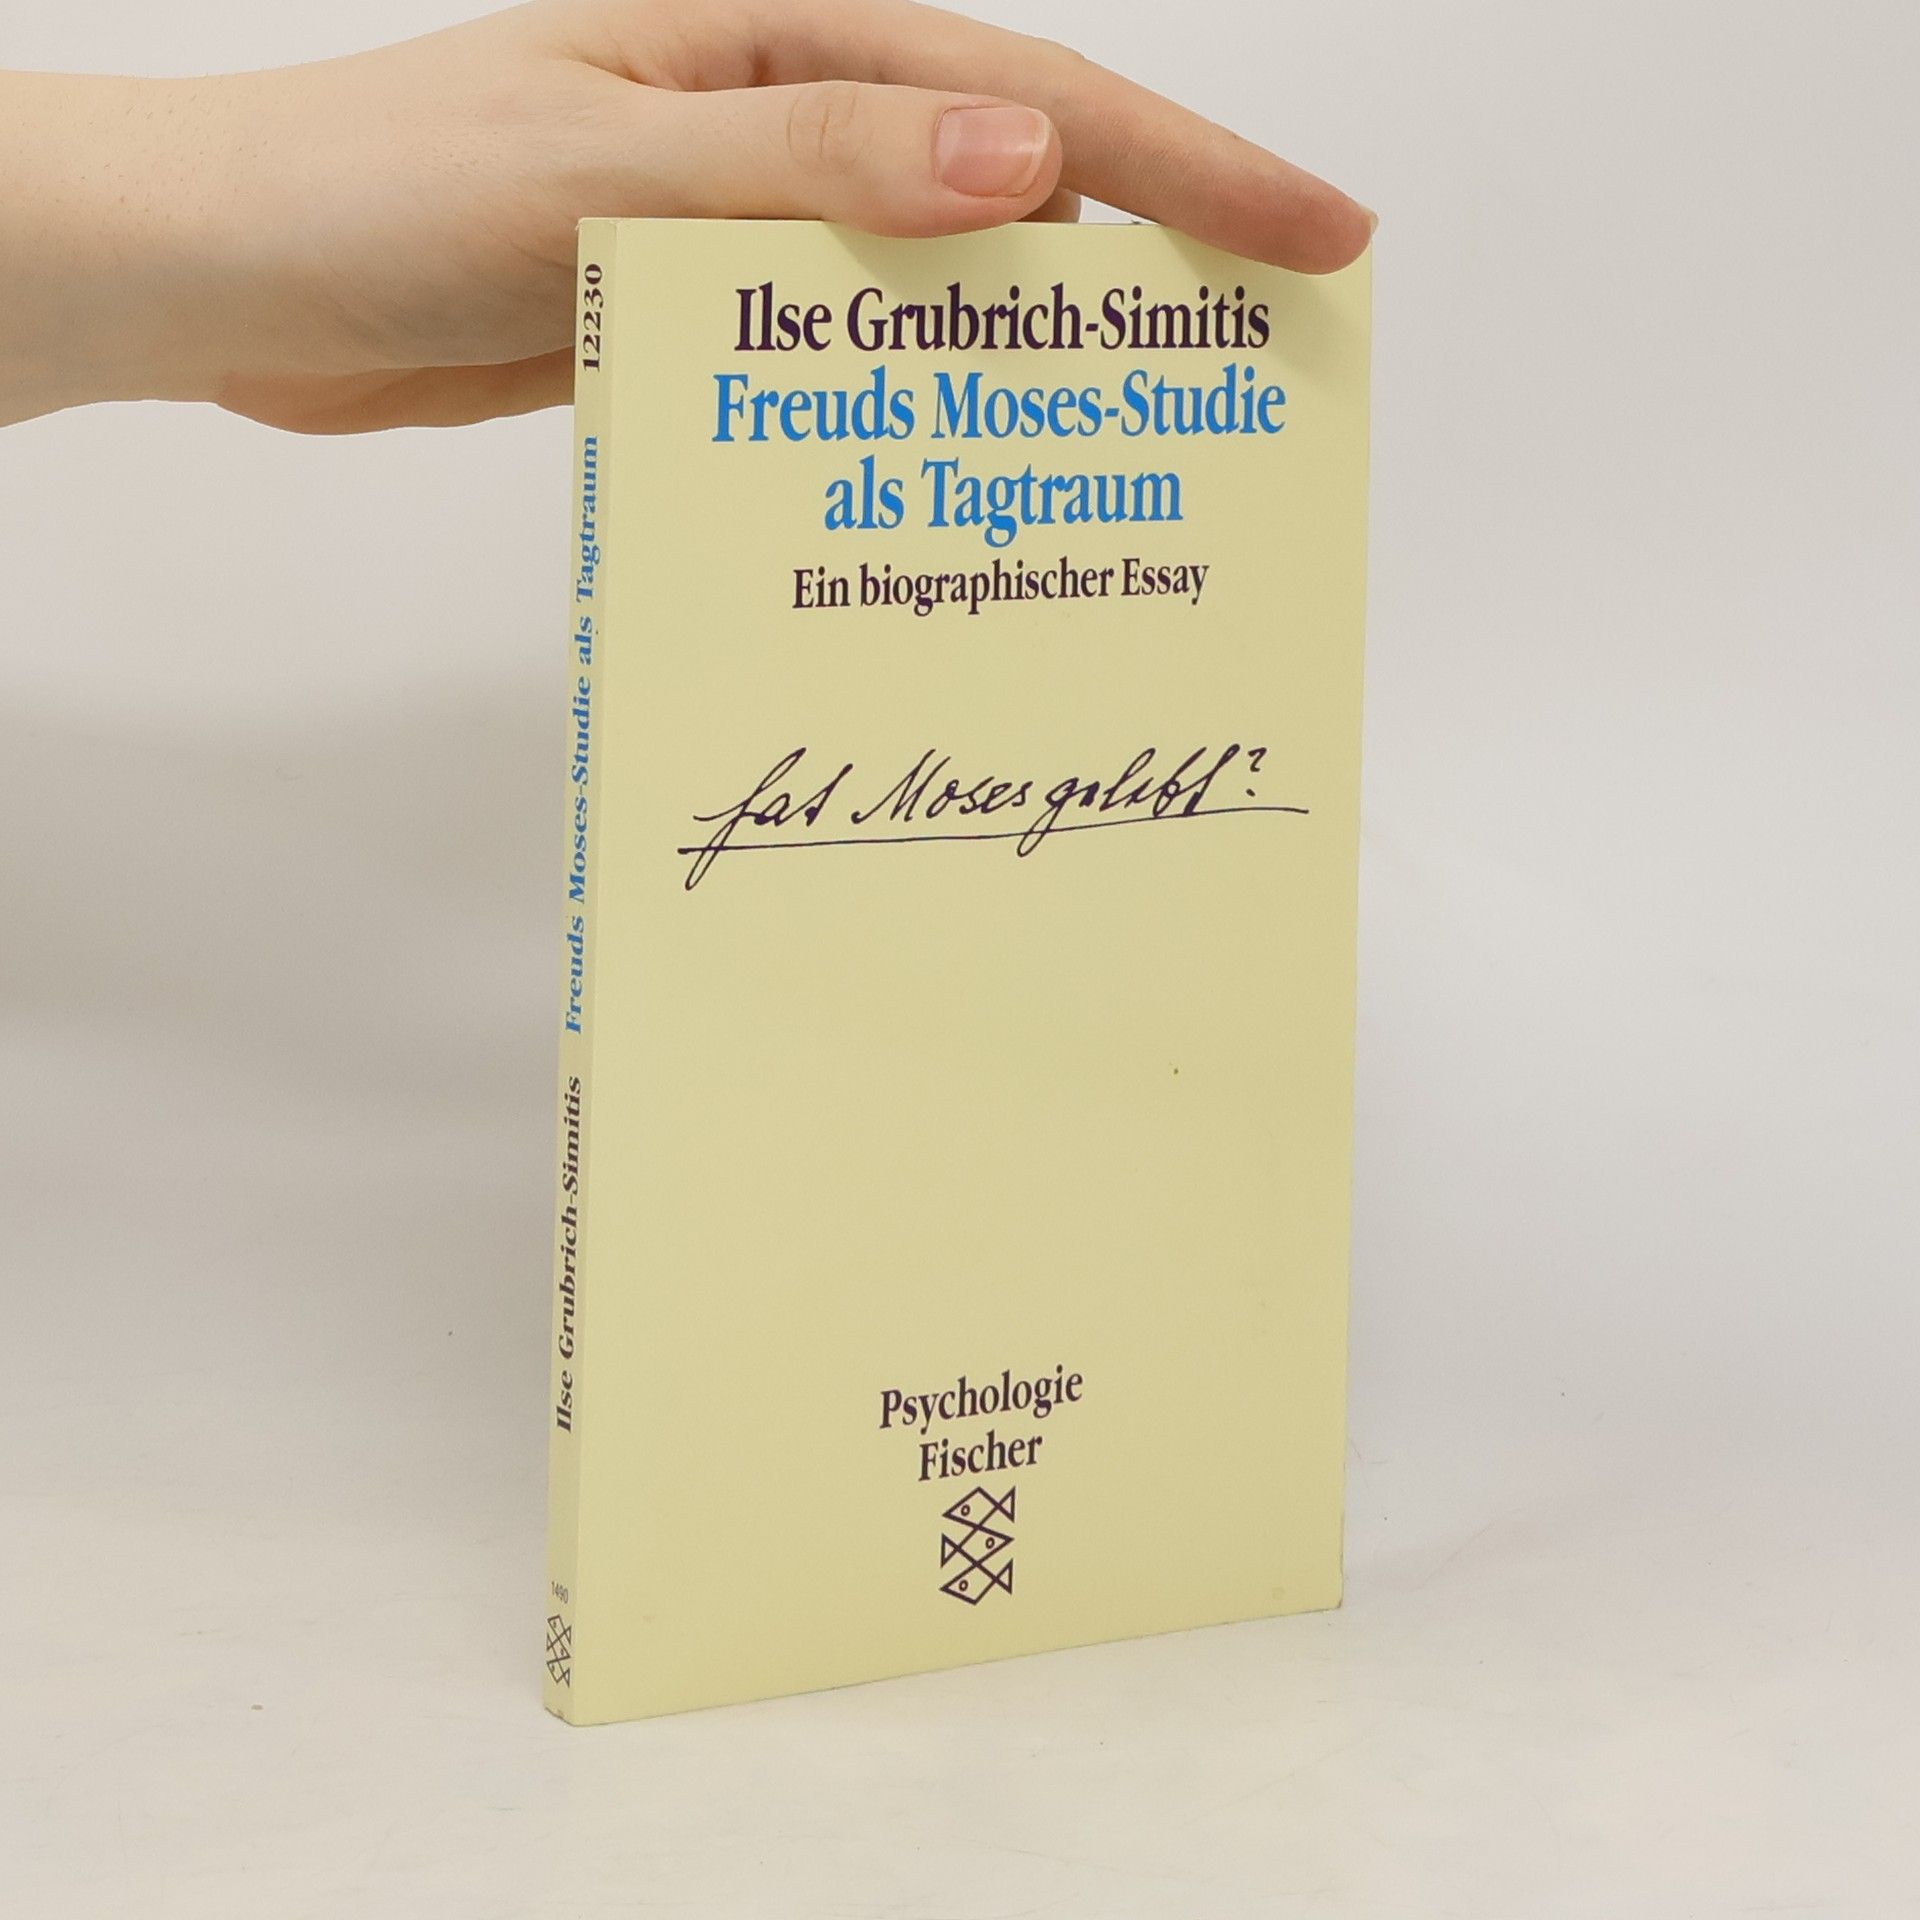 Ilse Grubrich-Simitis
Freuds Moses-Studie
als Tagtraum
Ein biographischer Essay
hat Moses gelebt?
Psychologie
Fischer
Ilse Grubrich-Simitis Freuds Moses-Studie als Tagtraum 12230
1490